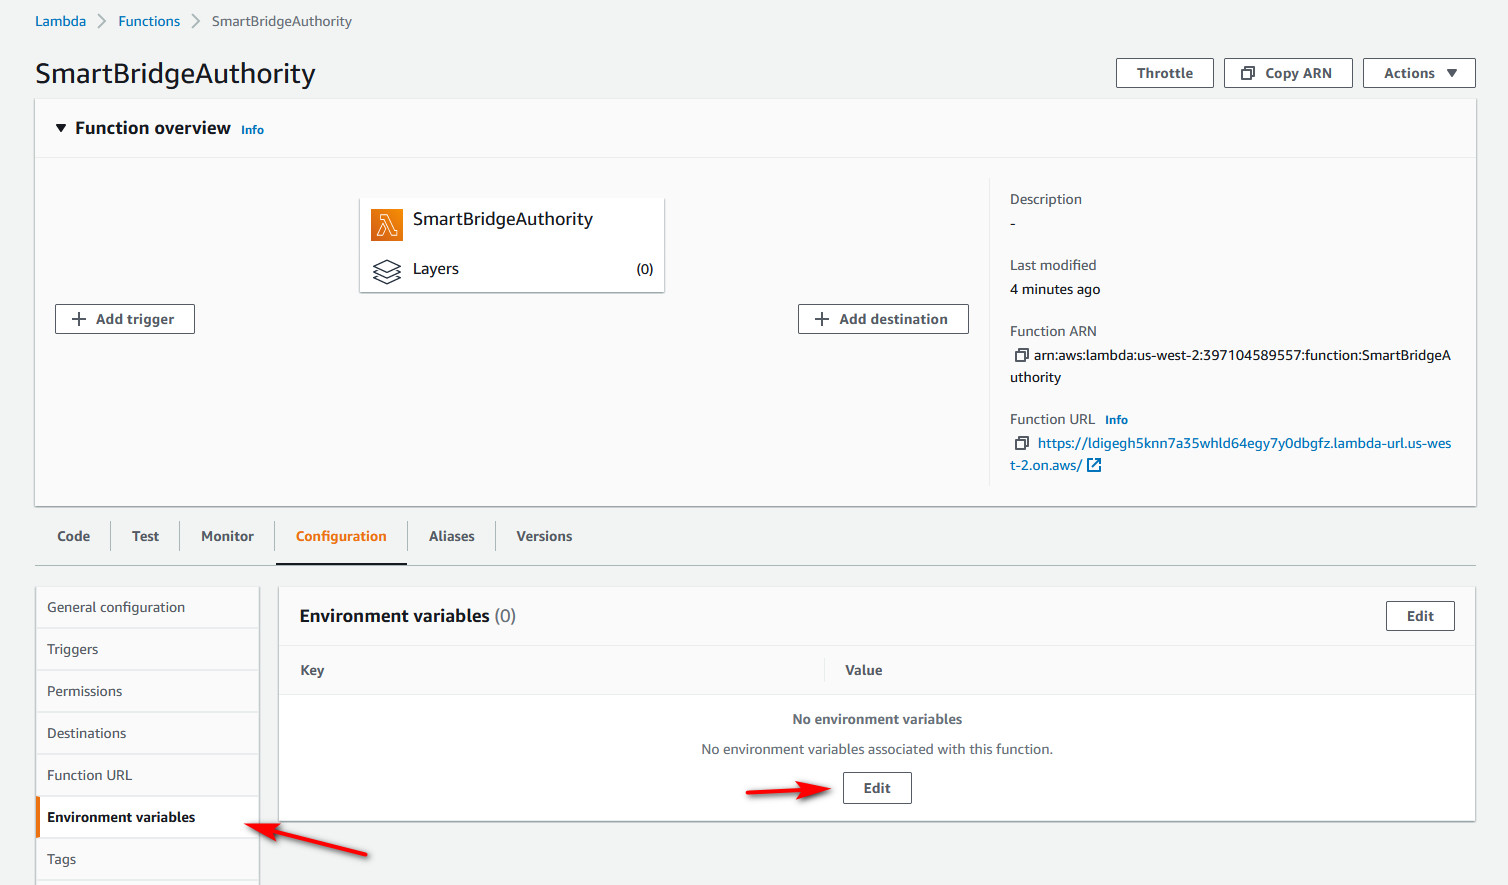 Lambda > Functions > SmartBridgeAuthority
SmartBridgeAuthority
Throttle
Copy ARN
Actions
Function overview Info
SmartBridgeAuthority
Layers (0)
Add trigger
Add destination
Description
-
Last modified
4 minutes ago
Function ARN
arn:aws:lambda:us-west-2:397104589557:function:SmartBridgeA
uthority
Function URL Info
https://ldigegh5knn7a35whld64egy7y0dbgfz.lambda-url.us-wes
t-2.on.aws/
Code
Test
Monitor
Configuration
Aliases
Versions
General configuration
Triggers
Permissions
Destinations
Function URL
Environment variables
Tags
Environment variables (0)
Edit
Key
Value
No environment variables
No environment variables associated with this function.
Edit